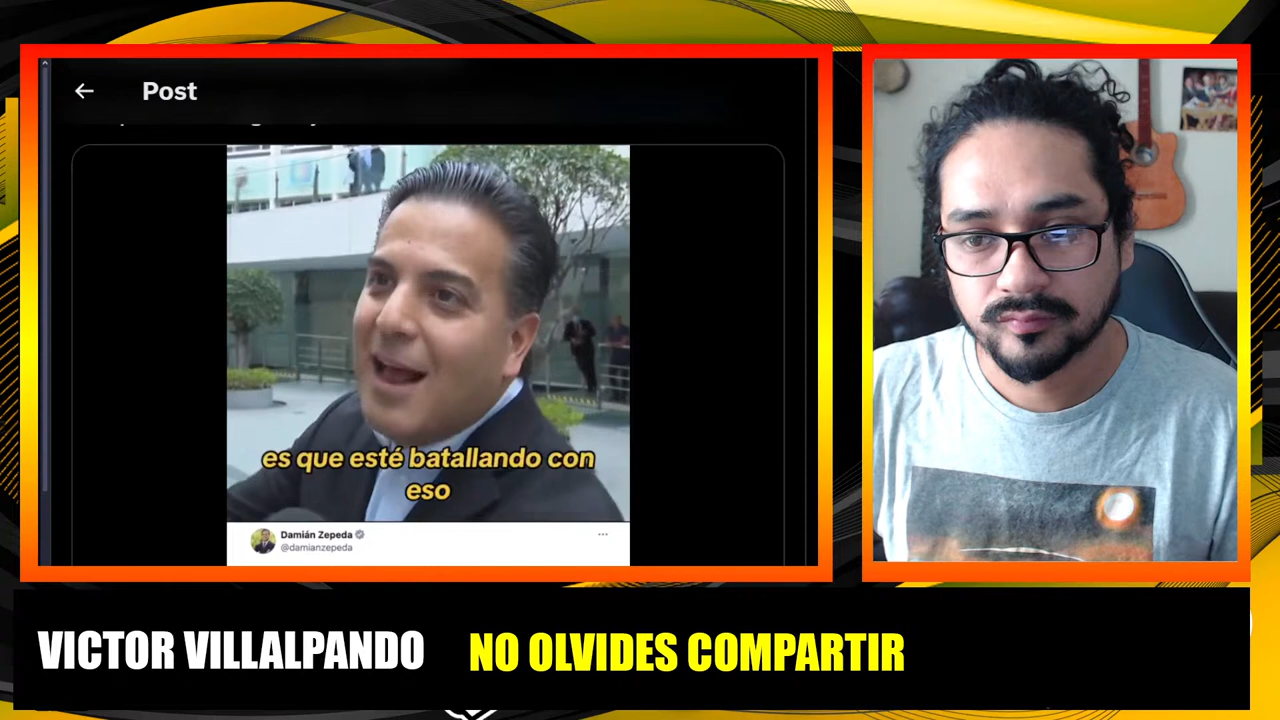 Post
es que esté batallando con
eso
Damián Zepeda
@damianzepeda
VICTOR VILLALPANDO
NO OLVIDES COMPARTIR